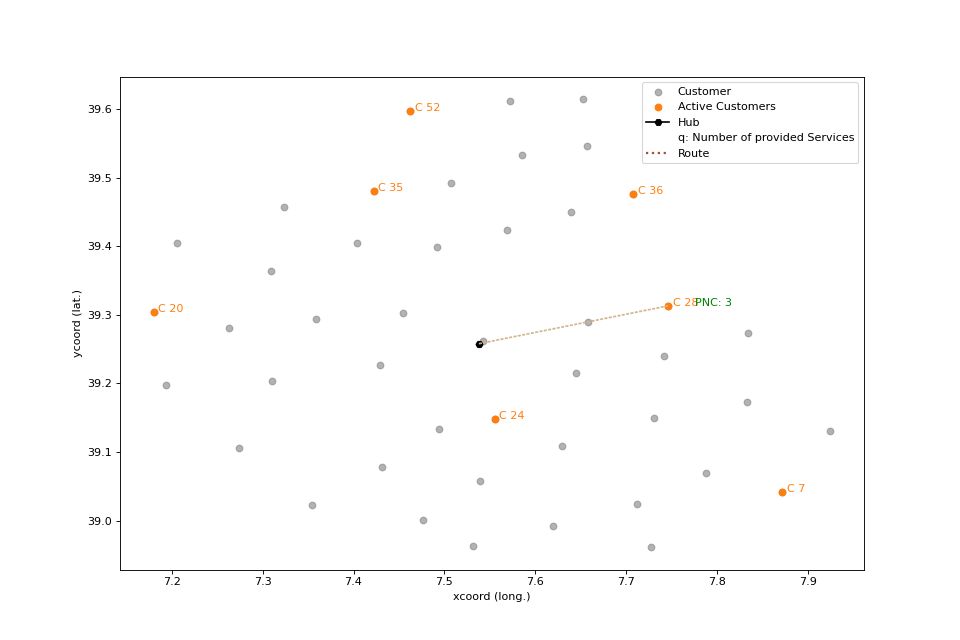 Customer
Active Customers
Hub
q: Number of provided Services
Route
C 52
C 35
C 36
C 20
C 28
PNC: 3
C 24
C 7
39.6
39.5
39.4
39.3
39.2
39.1
39.0
ycoord (lat.)
7.2 7.3 7.4 7.5 7.6 7.7 7.8 7.9
xcoord (long.)